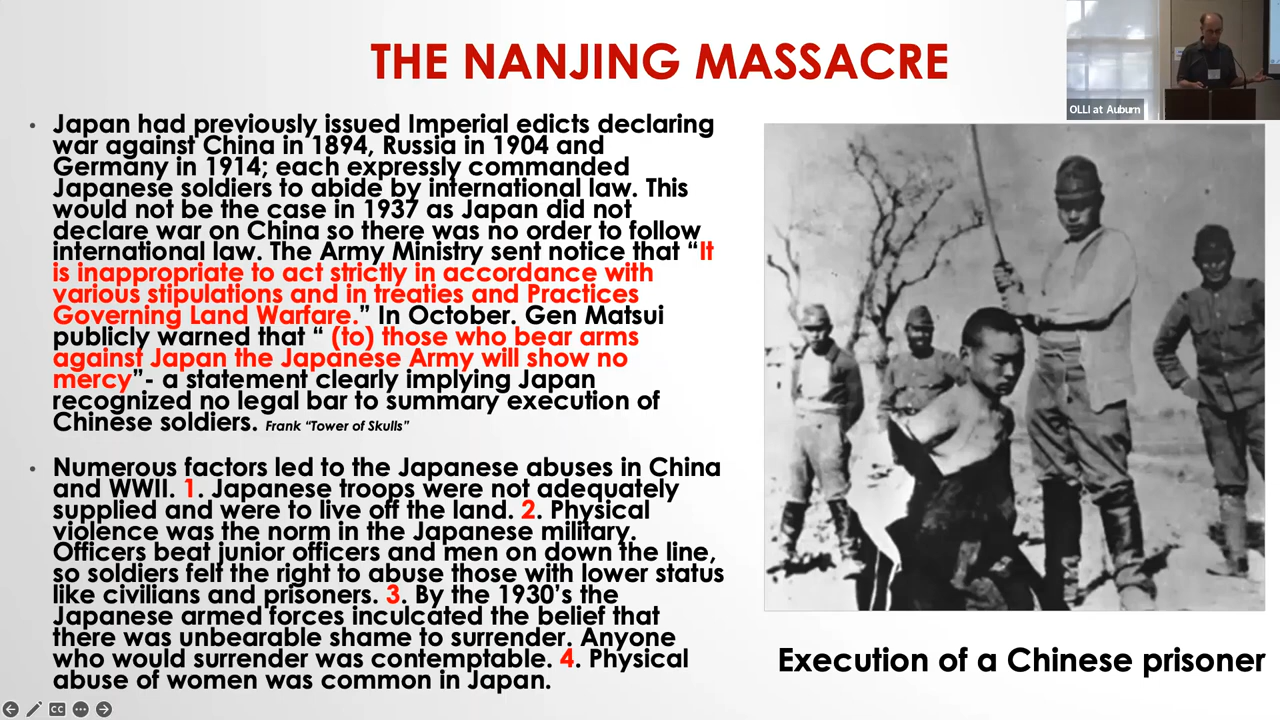 THE NANJING MASSACRE
OLLI at Auburn
• Japan had previously issued Imperial edicts declaring
war against China in 1894, Russia in 1904 and
Germany in 1914; each expressly commanded
Japanese soldiers to abide by international law. This
would not be the case in 1937 as Japan did not
declare war on China so there was no order to follow
international law. The Army Ministry sent notice that “It
is inappropriate to act strictly in accordance with
various stipulations and in treaties and Practices
Governing Land Warfare.” In October. Gen Matsui
publicly warned that “ (to) those who bear arms
against Japan the Japanese Army will show no
mercy”- a statement clearly implying Japan
recognized no legal bar to summary execution of
Chinese soldiers. Frank “Tower of Skulls”
• Numerous factors led to the Japanese abuses in China
and WWII. 1. Japanese troops were not adequately
supplied and were to live off the land. 2. Physical
violence was the norm in the Japanese military.
Officers beat junior officers and men on down the line,
so soldiers felt the right to abuse those with lower status
like civilians and prisoners. 3. By the 1930’s the
Japanese armed forces inculcated the belief that
there was unbearable shame to surrender. Anyone
who would surrender was contemptable. 4. Physical
abuse of women was common in Japan.
Execution of a Chinese prisoner
CC